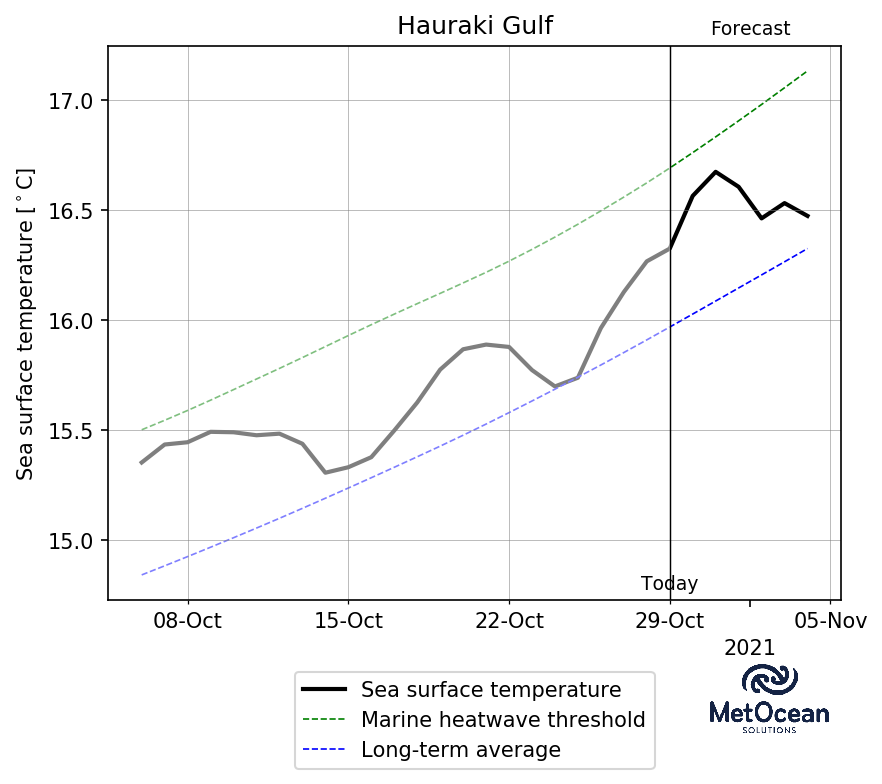 Hauraki Gulf
Forecast
Sea surface temperature [°C]
17.0
16.5
16.0
15.5
15.0
Today
08-Oct 15-Oct 22-Oct 29-Oct 05-Nov
2021
Sea surface temperature
Marine heatwave threshold
Long-term average
MetOcean
SOLUTIONS